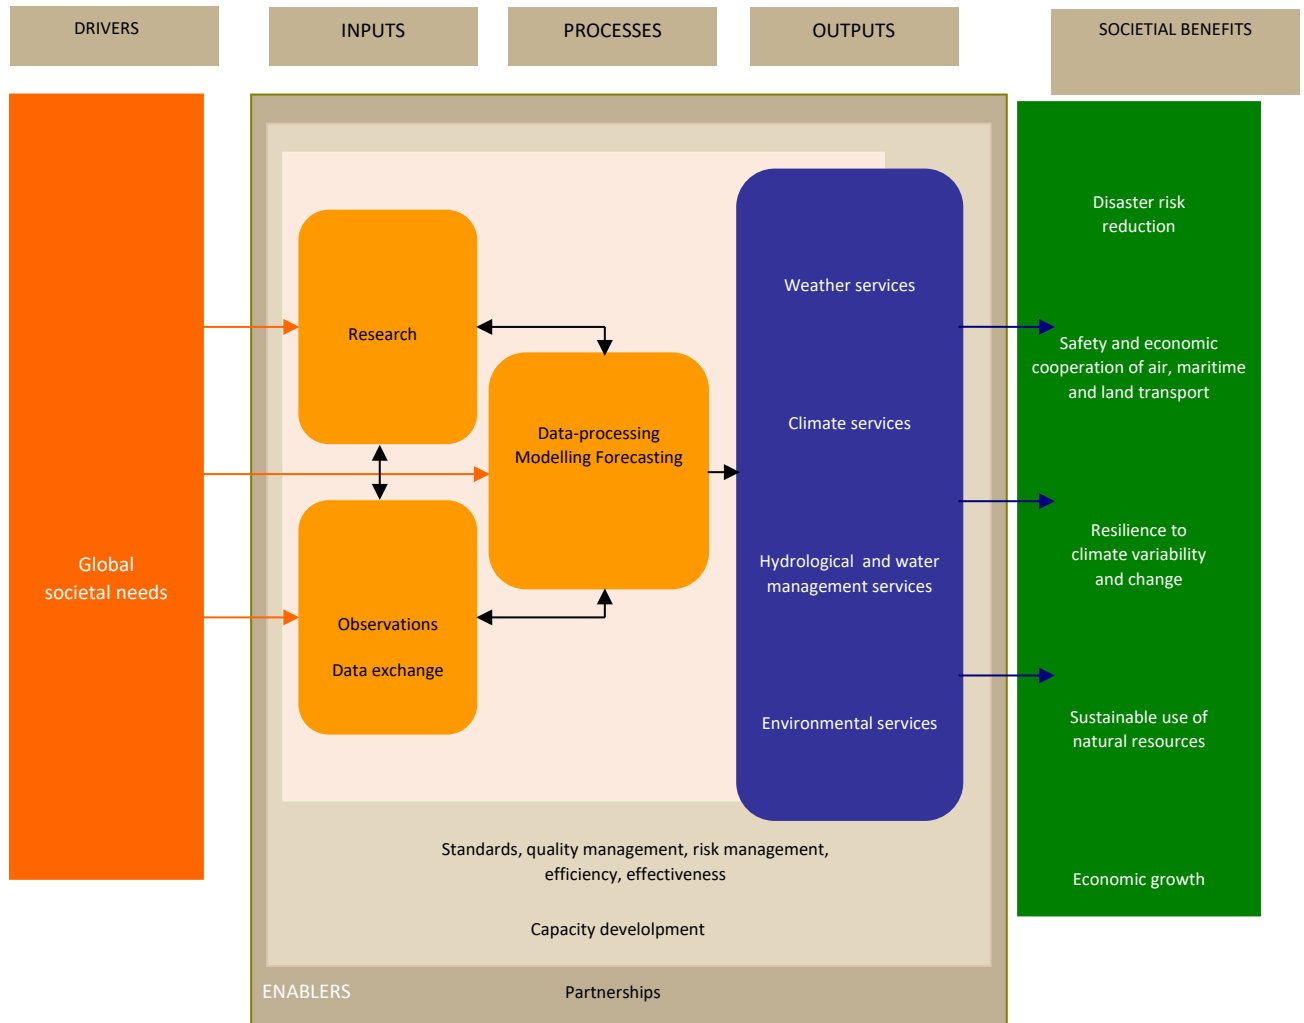 DRIVERS
INPUTS
PROCESSES
OUTPUTS
SOCIETIAL BENEFITS
Global
societal needs
Research
Observations
Data exchange
Data-processing
Modelling Forecasting
Weather services
Climate services
Hydrological and water
management services
Environmental services
Disaster risk
reduction
Safety and economic
cooperation of air, maritime
and land transport
Resilience to
climate variability
and change
Sustainable use of
natural resources
Economic growth
Standards, quality management, risk management,
efficiency, effectiveness
Capacity develolpment
ENABLERS
Partnerships